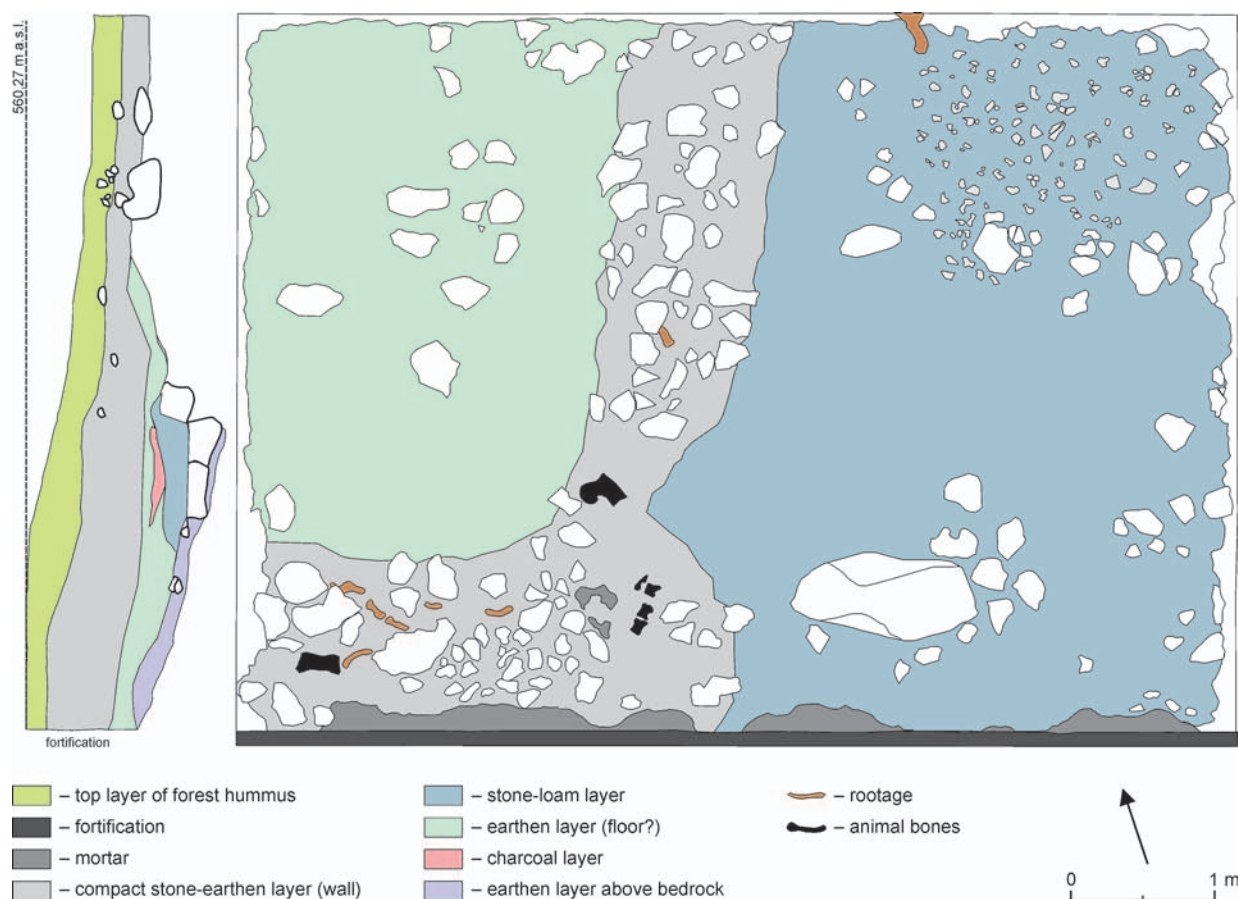 560.27 m a.s.l.
fortification
– top layer of forest hummus
– fortification
– mortar
– compact stone-earthen layer (wall)
– stone-loam layer
– earthen layer (floor?)
– charcoal layer
– earthen layer above bedrock
– rootage
– animal bones
0 1 m